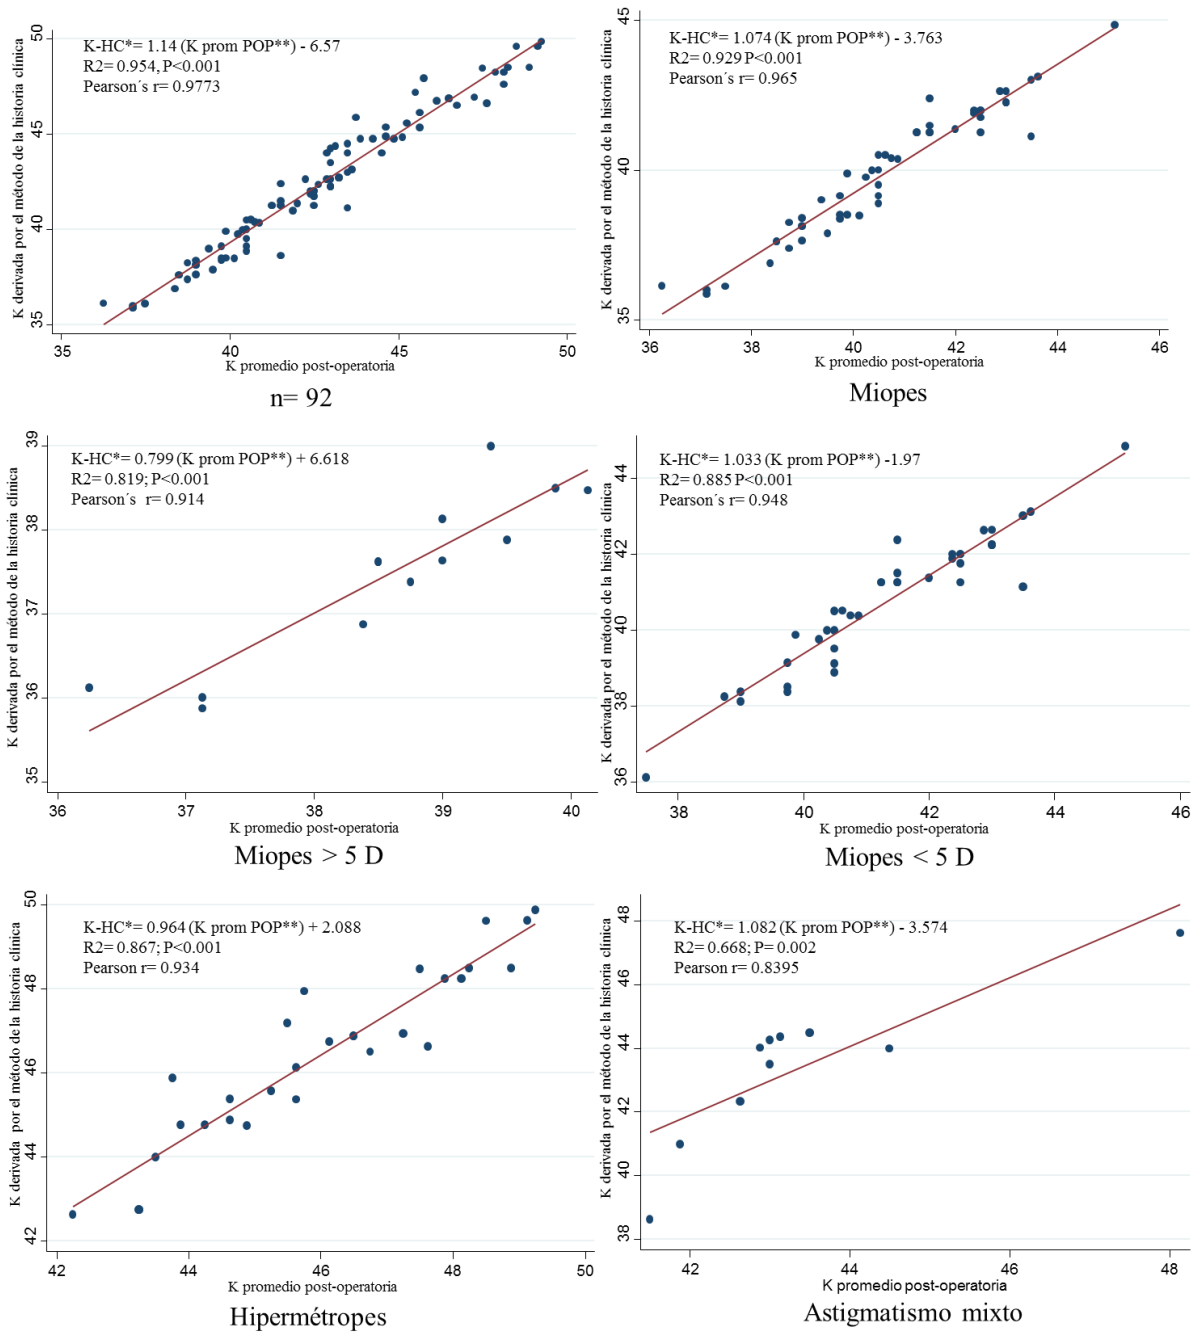 K derivada por el método de la historia clínica
50
45
40
35
K-HC*= 1.14 (K prom POP**) - 6.57
R2= 0.954, P<0.001
Pearson´s r= 0.9773
35 40 45 50
K promedio post-operatoria
n= 92
K derivada por el método de la historia clínica
45
40
35
K-HC*= 1.074 (K prom POP**) - 3.763
R2= 0.929 P<0.001
Pearson´s r= 0.965
36 38 40 42 44 46
K promedio post-operatoria
Miopes
K derivada por el método de la historia clínica
39
38
37
36
35
K-HC*= 0.799 (K prom POP**) + 6.618
R2= 0.819; P<0.001
Pearson´s r= 0.914
36 37 38 39 40
K promedio post-operatoria
Miopes > 5 D
K derivada por el método de la historia clínica
44
42
40
38
36
K-HC*= 1.033 (K prom POP**) -1.97
R2= 0.885 P<0.001
Pearson´s r= 0.948
38 40 42 44 46
K promedio post-operatoria
Miopes < 5 D
K derivada por el método de la historia clínica
50
48
46
44
42
K-HC*= 0.964 (K prom POP**) + 2.088
R2= 0.867; P<0.001
Pearson r= 0.934
42 44 46 48 50
K promedio post-operatoria
Hipermétropes
K derivada por el método de la historia clínica
48
46
44
42
40
38
K-HC*= 1.082 (K prom POP**) - 3.574
R2= 0.668; P= 0.002
Pearson r= 0.8395
42 44 46 48
K promedio post-operatoria
Astigmatismo mixto